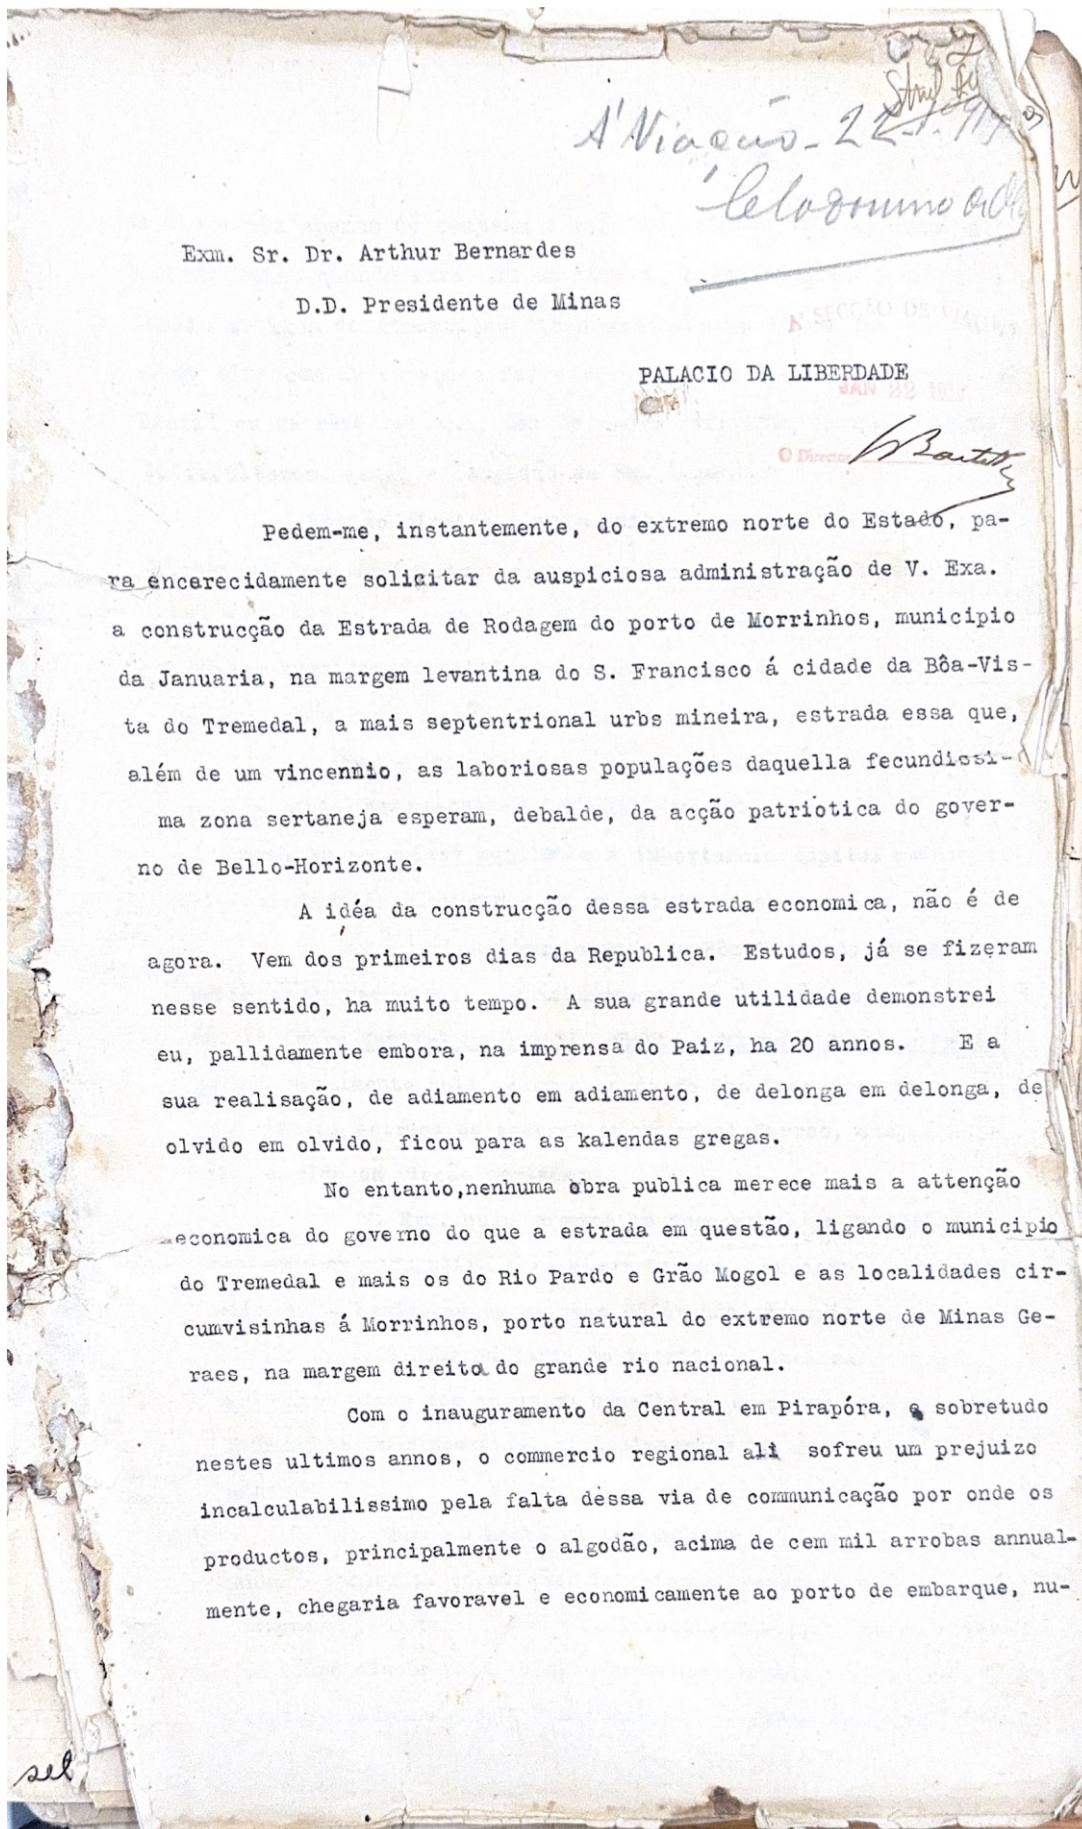 A' Viação - 22-1-919
Clodomiro de
Exm. Sr. Dr. Arthur Bernardes
D.D. Presidente de Minas
A' SECÇÃO DE VIAÇÃO
PALACIO DA LIBERDADE
JAN 22
O Director
Pedem-me, instantemente, do extremo norte do Estado, pa-
ra encarecidamente solicitar da auspiciosa administração de V. Exa.
a construcção da Estrada de Rodagem do porto de Morrinhos, municipio
da Januaria, na margem levantina do S. Francisco á cidade da Bôa-Vis-
ta do Tremedal, a mais septentrional urbs mineira, estrada essa que,
além de um vincennio, as laboriosas populações daquella fecundissi-
ma zona sertaneja esperam, debalde, da acção patriotica do gover-
no de Bello-Horizonte.
A idéa da construcção dessa estrada economica, não é de
agora. Vem dos primeiros dias da Republica. Estudos, já se fizeram
nesse sentido, ha muito tempo. A sua grande utilidade demonstrei
eu, pallidamente embora, na imprensa do Paiz, ha 20 annos. E a
sua realisação, de adiamento em adiamento, de delonga em delonga, de
olvido em olvido, ficou para as kalendas gregas.
No entanto,nenhuma obra publica merece mais a attenção
economica do governo do que a estrada em questão, ligando o municipio
do Tremedal e mais os do Rio Pardo e Grão Mogol e as localidades cir-
cumvisinhas á Morrinhos, porto natural do extremo norte de Minas Ge-
raes, na margem direita do grande rio nacional.
Com o inauguramento da Central em Pirapóra, e sobretudo
nestes ultimos annos, o commercio regional ali sofreu um prejuizo
incalculabilissimo pela falta dessa via de communicação por onde os
productos, principalmente o algodão, acima de cem mil arrobas annual-
mente, chegaria favoravel e economicamente ao porto de embarque, nu-
sel